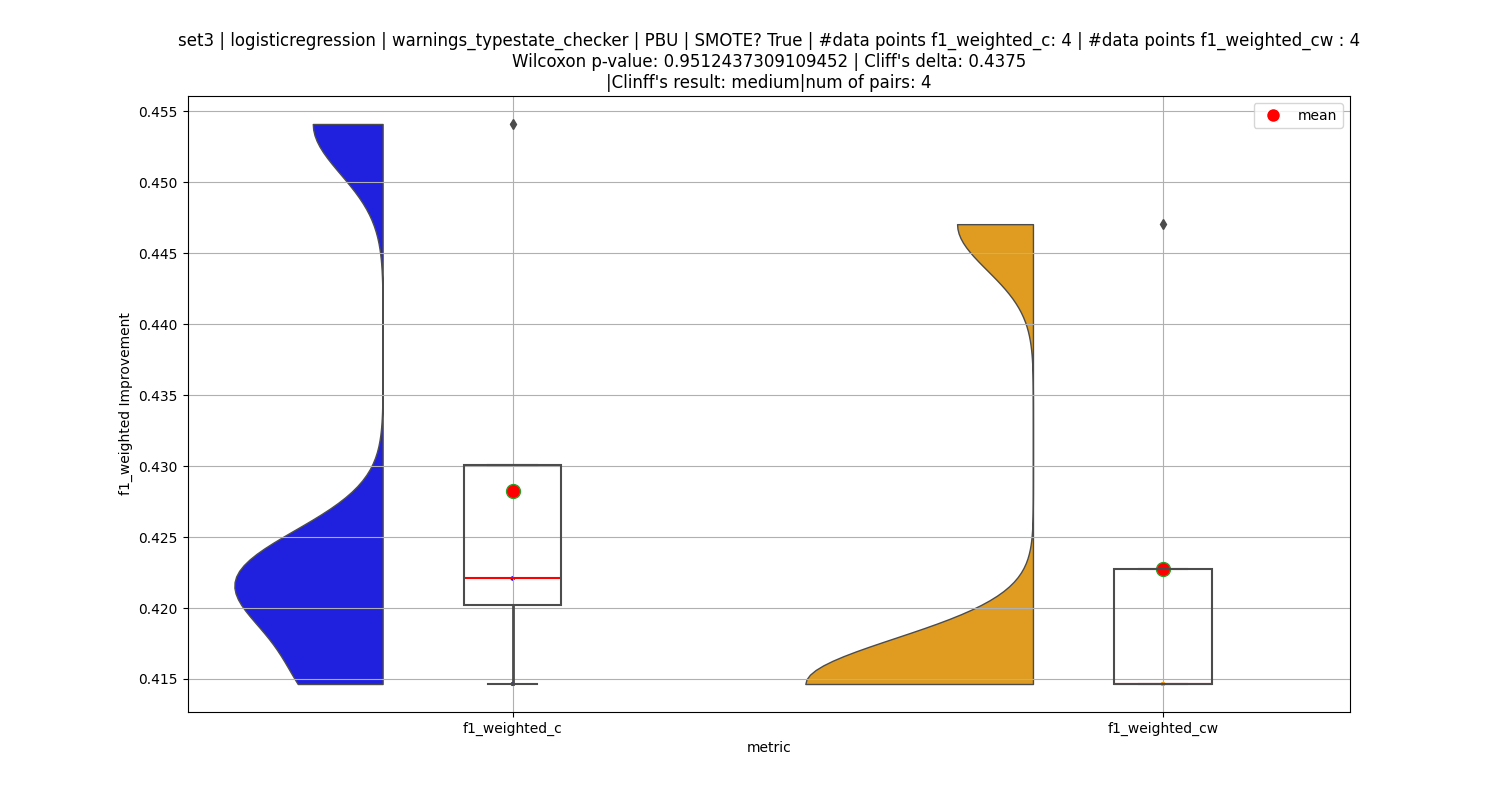 set3 | logisticregression | warnings_typestate_checker | PBU | SMOTE? True | #data points f1_weighted_c: 4 | #data points f1_weighted_cw : 4
Wilcoxon p-value: 0.9512437309109452 | Cliff's delta: 0.4375
|Clinff's result: medium|num of pairs: 4
mean
0.455
0.450
0.445
0.440
0.435
0.430
0.425
0.420
0.415
f1_weighted Improvement
f1_weighted_c
f1_weighted_cw
metric